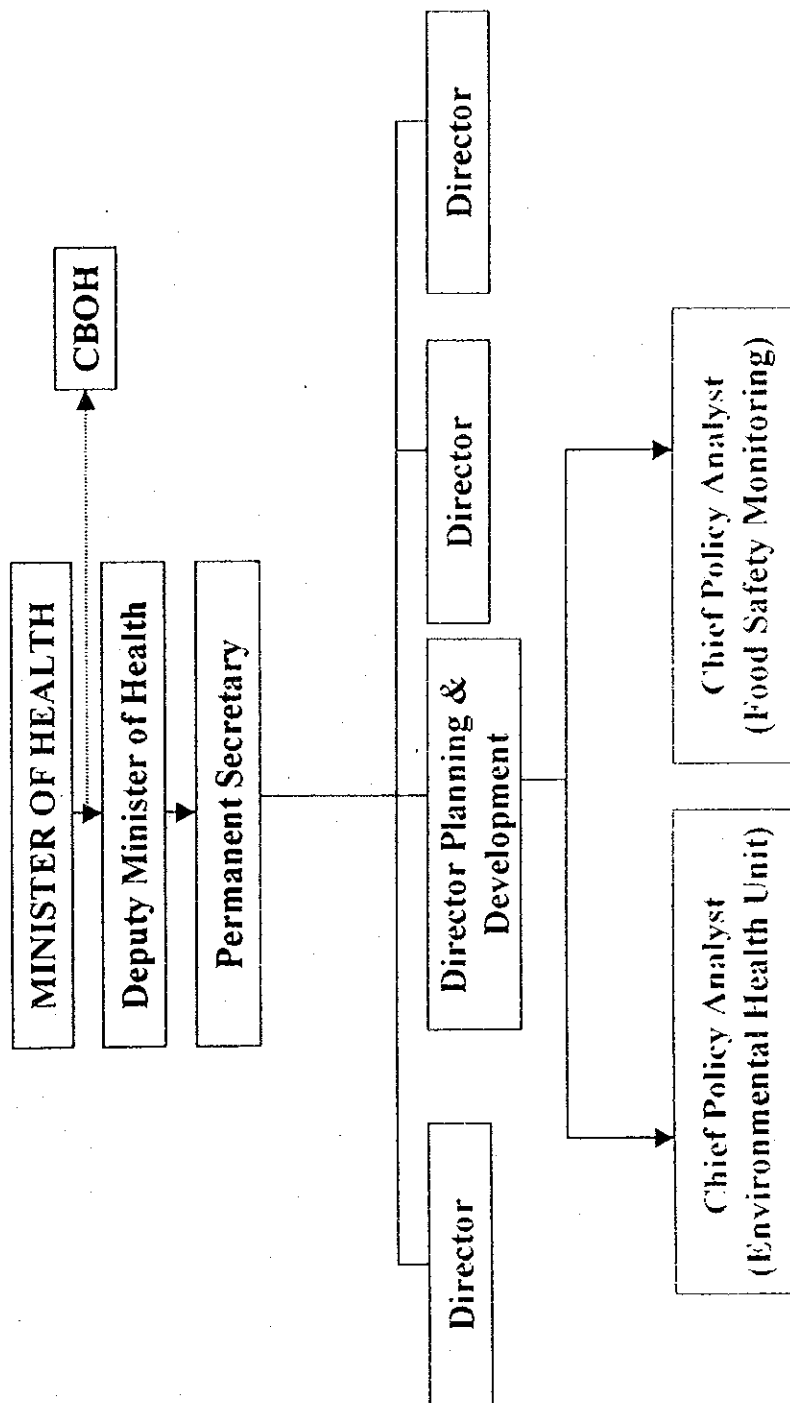 MINISTER OF HEALTH
CBOH
Deputy Minister of Health
Permanent Secretary
Director
Director Planning &
Development
Director
Director
Chief Policy Analyst
(Environmental Health Unit)
Chief Policy Analyst
(Food Safety Monitoring)